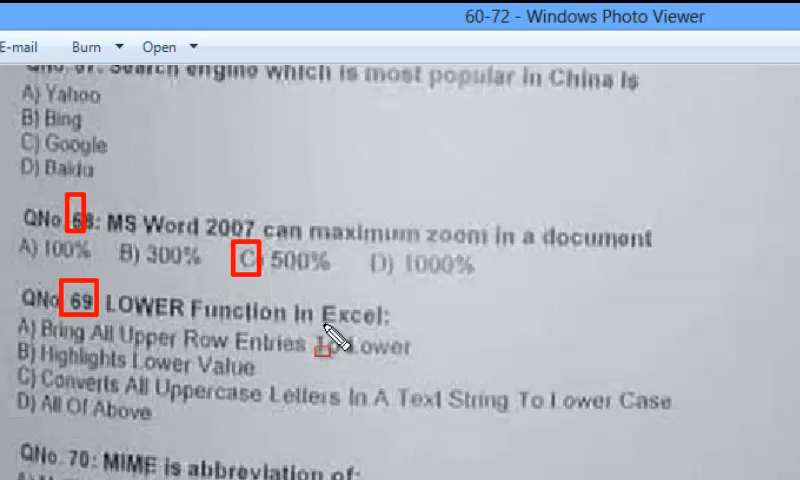 60-72 - Windows Photo Viewer
E-mail Burn Open
QNo. 67: Search engine which is most popular in China is
A) Yahoo
B) Bing
C) Google
D) Baidu
QNo. 68: MS Word 2007 can maximum zoom in a document
A) 100% B) 300% C) 500% D) 1000%
QNo. 69 LOWER Function In Excel:
A) Bring All Upper Row Entries To Lower
B) Highlights Lower Value
C) Converts All Uppercase Letters In A Text String To Lower Case
D) All Of Above
QNo. 70: MIME is abbreviation of: